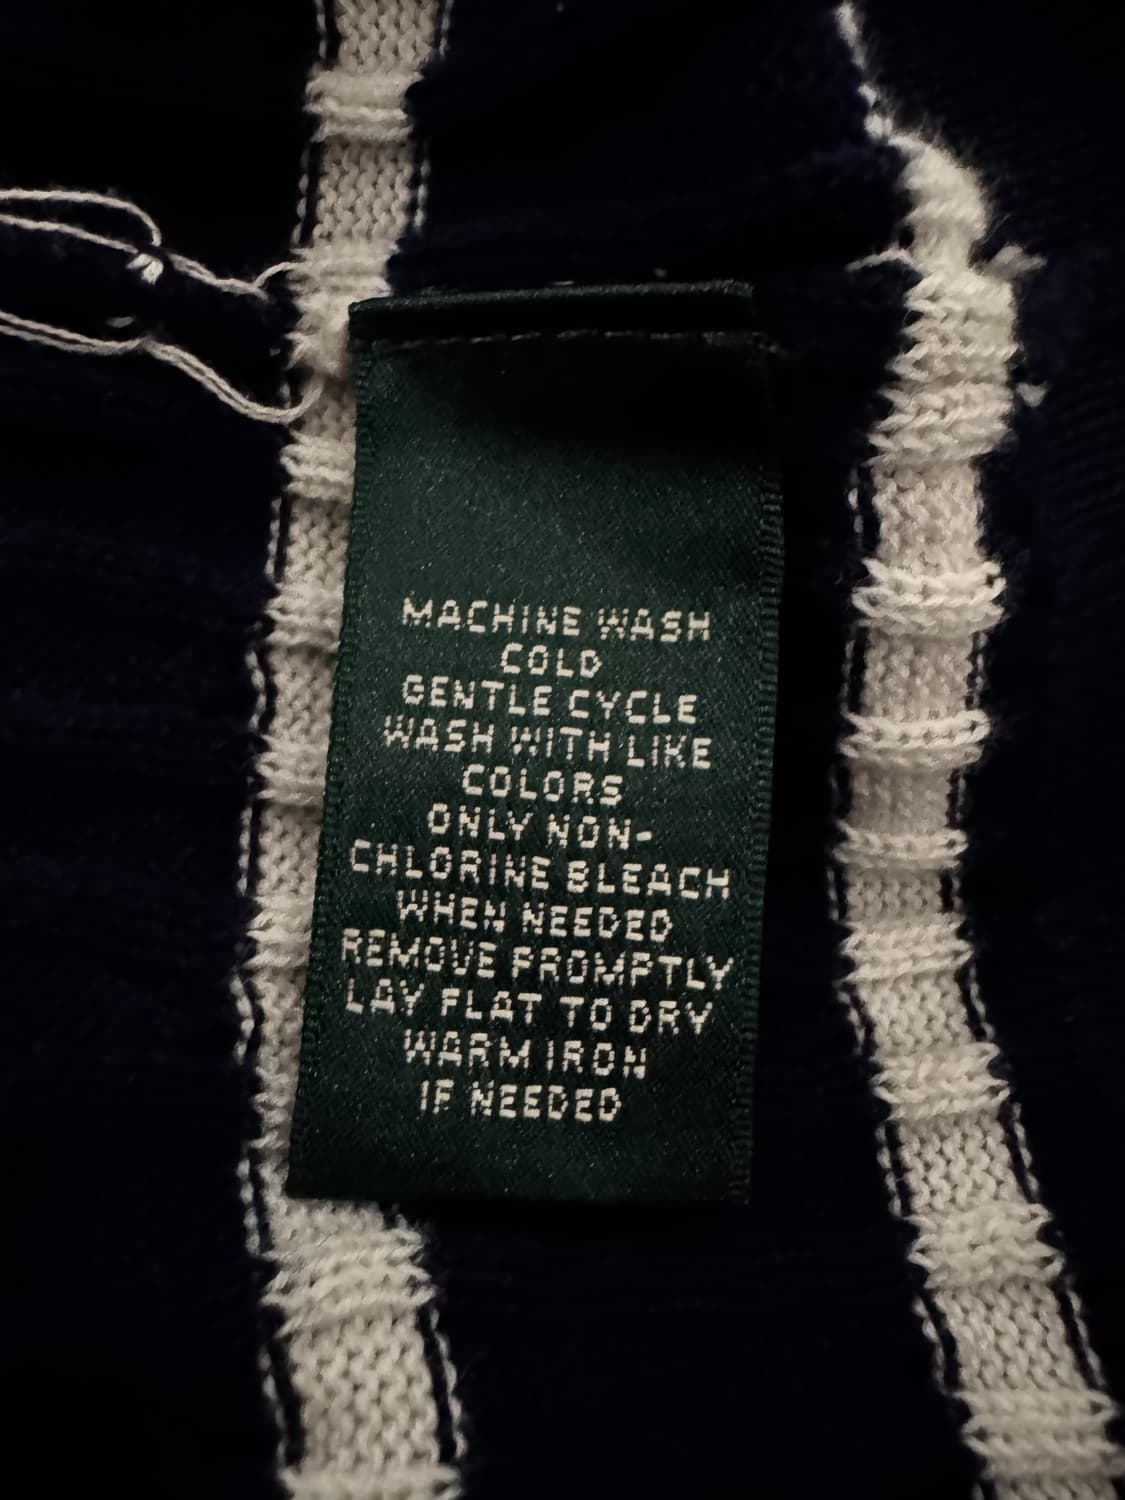 MACHINE WASH
COLD
GENTLE CYCLE
WASH WITH LIKE
COLORS
ONLY NON-
CHLORINE BLEACH
WHEN NEEDED
REMOVE PROMPTLY
LAY FLAT TO DRY
WARM IRON
IF NEEDED